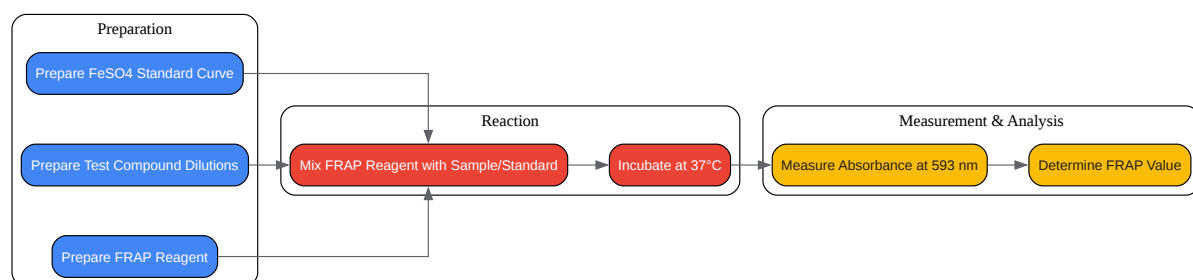 Preparation
Prepare FeSO4 Standard Curve
Prepare Test Compound Dilutions
Prepare FRAP Reagent
Reaction
Mix FRAP Reagent with Sample/Standard
Incubate at 37°C
Measurement & Analysis
Measure Absorbance at 593 nm
Determine FRAP Value